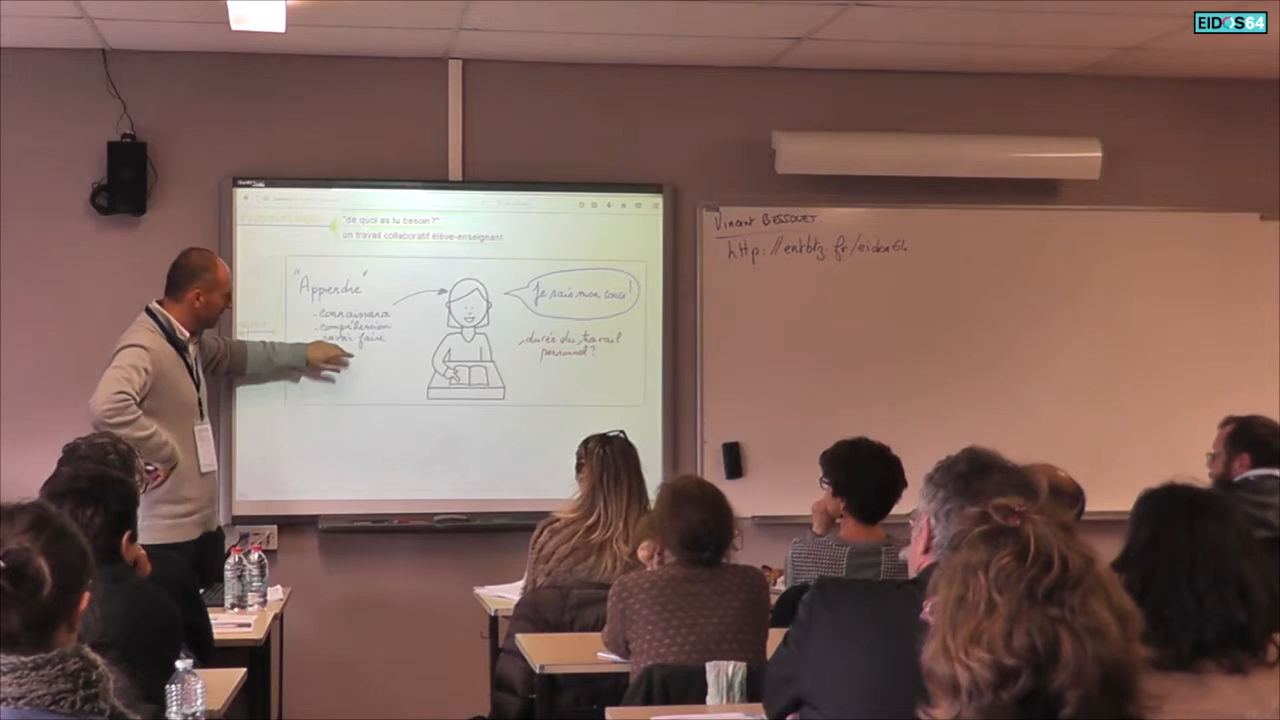 EIDOS64
"de quoi as tu besoin?"
un travail collaboratif élève-enseignant
"Apprendre"
- connaissance
- compréhension
savoir faire
Je sais mon cours!
durée du travail
personnel?
Vincent BESSOUET
http://entbtz.fr/eidos64